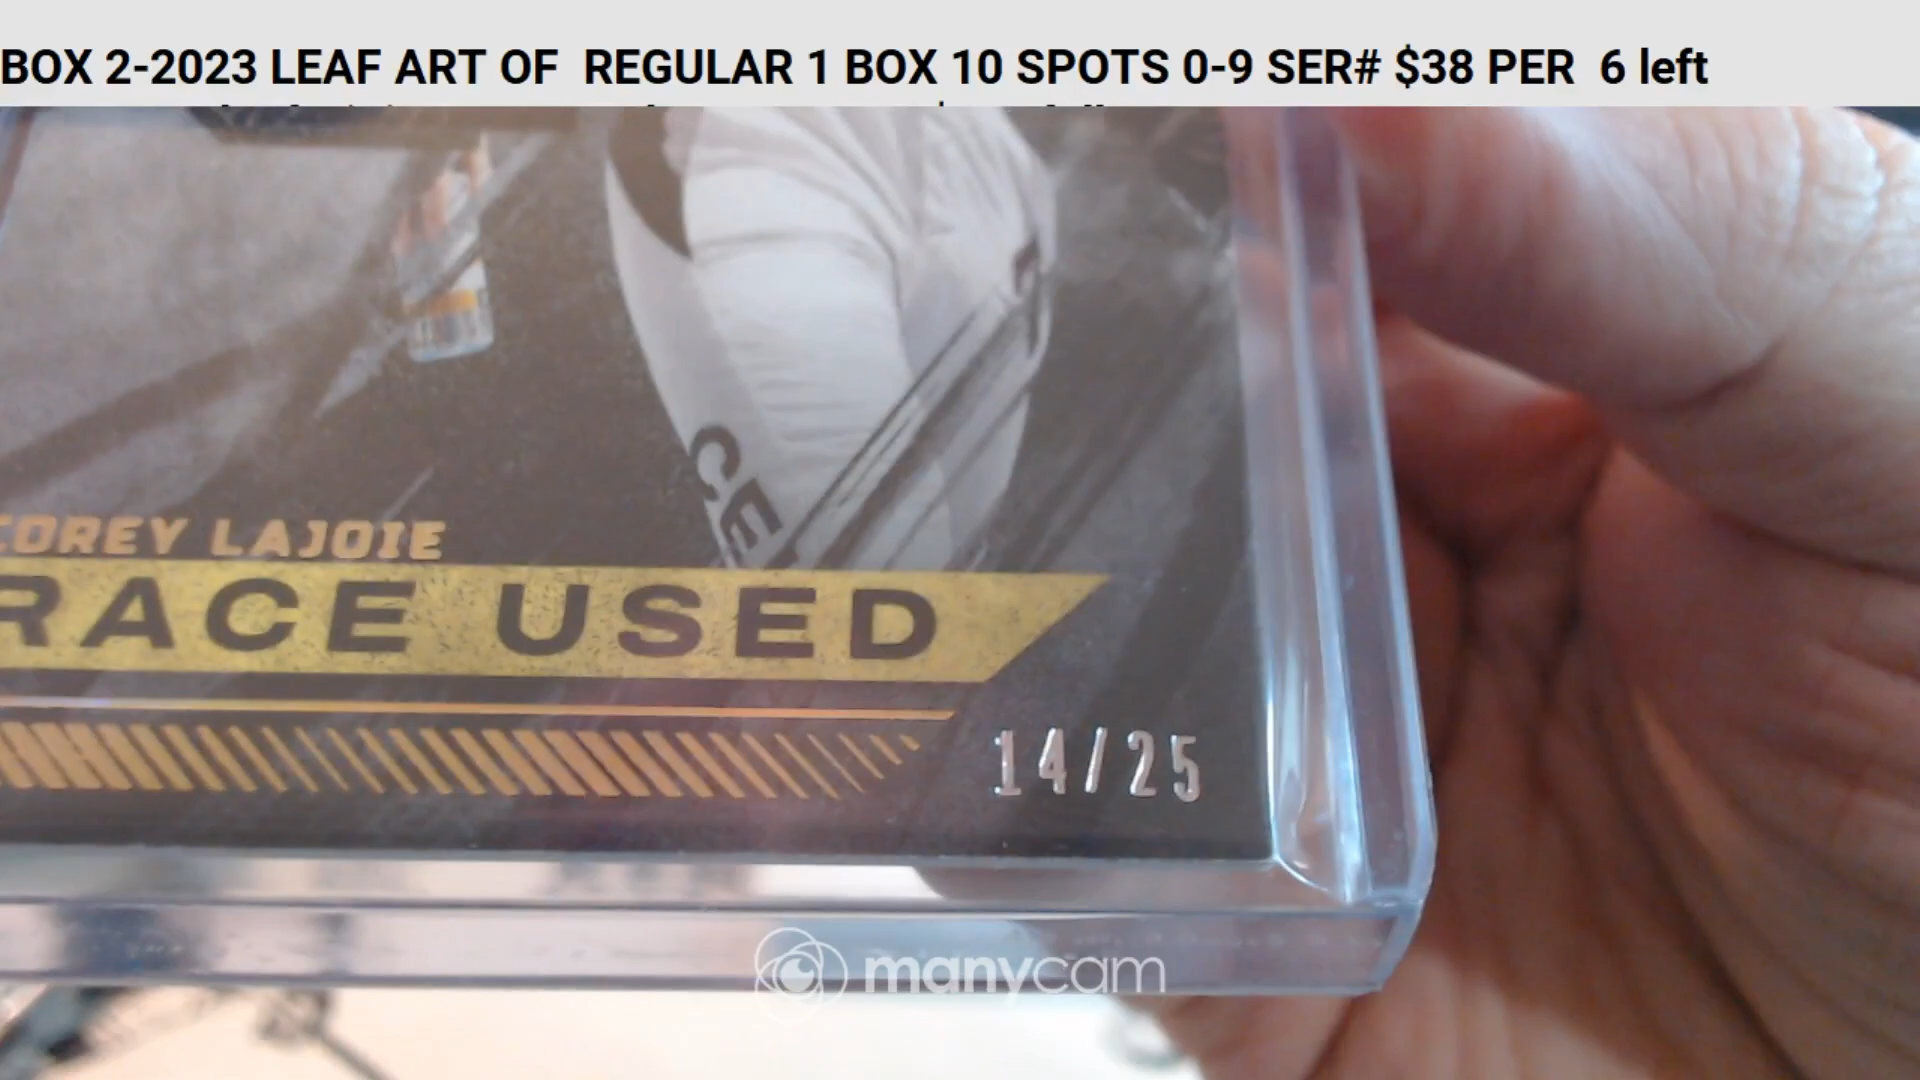 BOX 2-2023 LEAF ART OF  REGULAR 1 BOX 10 SPOTS 0-9 SER# $38 PER  6 left
CE
COREY LAJOIE
RACE USED
14/25
manycam